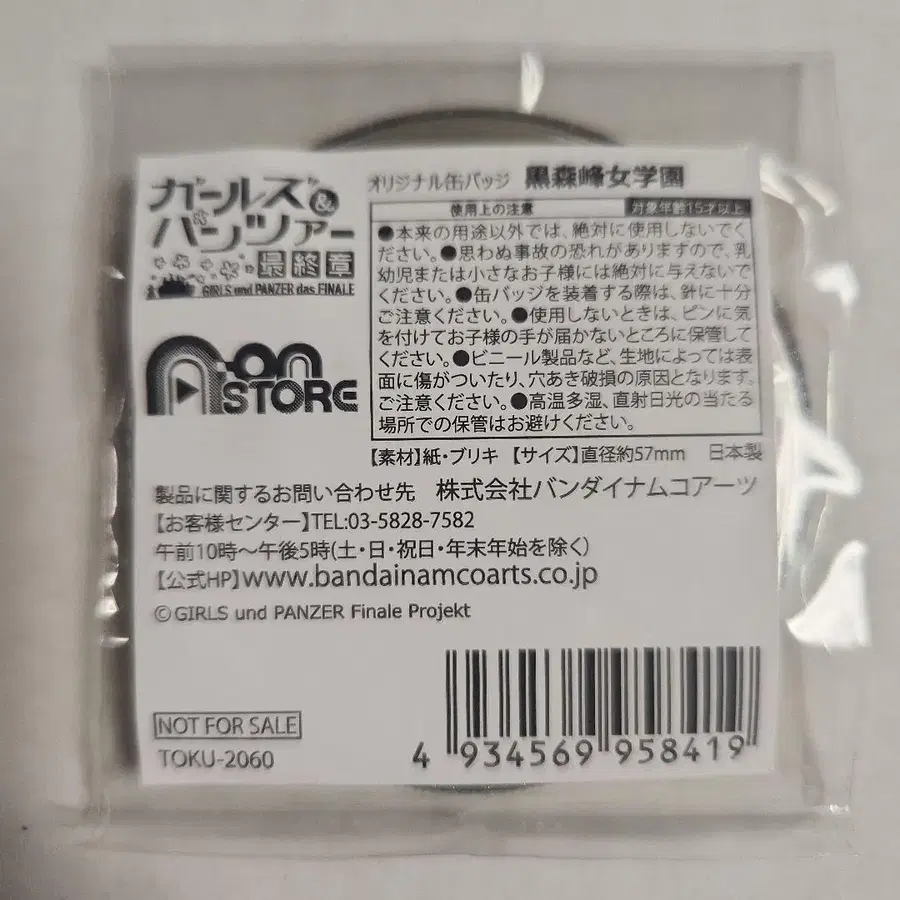 ガールズ&
パンツァー
最終章
GIRLS und PANZER das FINALE
A-on
STORE
オリジナル缶バッジ 黒森峰女学園
使用上の注意 対象年齢15才以上
●本来の用途以外では、絶対に使用しないでく
ださい。●思わぬ事故の恐れがありますので、乳
幼児または小さなお子様には絶対に与えないで
ください。●缶バッジを装着する際は、針に十分
ご注意ください。●使用しないときは、ピンに気
を付けてお子様の手が届かないところに保管して
ください。●ビニール製品など、生地によっては表
面に傷がついたり、穴あき破損の原因となります。
ご注意ください。●高温多湿、直射日光の当たる
場所での保管はお避けください。
【素材】紙・ブリキ 【サイズ】直径約57mm 日本製
製品に関するお問い合わせ先 株式会社バンダイナムコアーツ
【お客様センター】TEL:03-5828-7582
午前10時〜午後5時(土・日・祝日・年末年始を除く)
【公式HP】www.bandainamcoarts.co.jp
©GIRLS und PANZER Finale Projekt
NOT FOR SALE
TOKU-2060
4 934569 958419